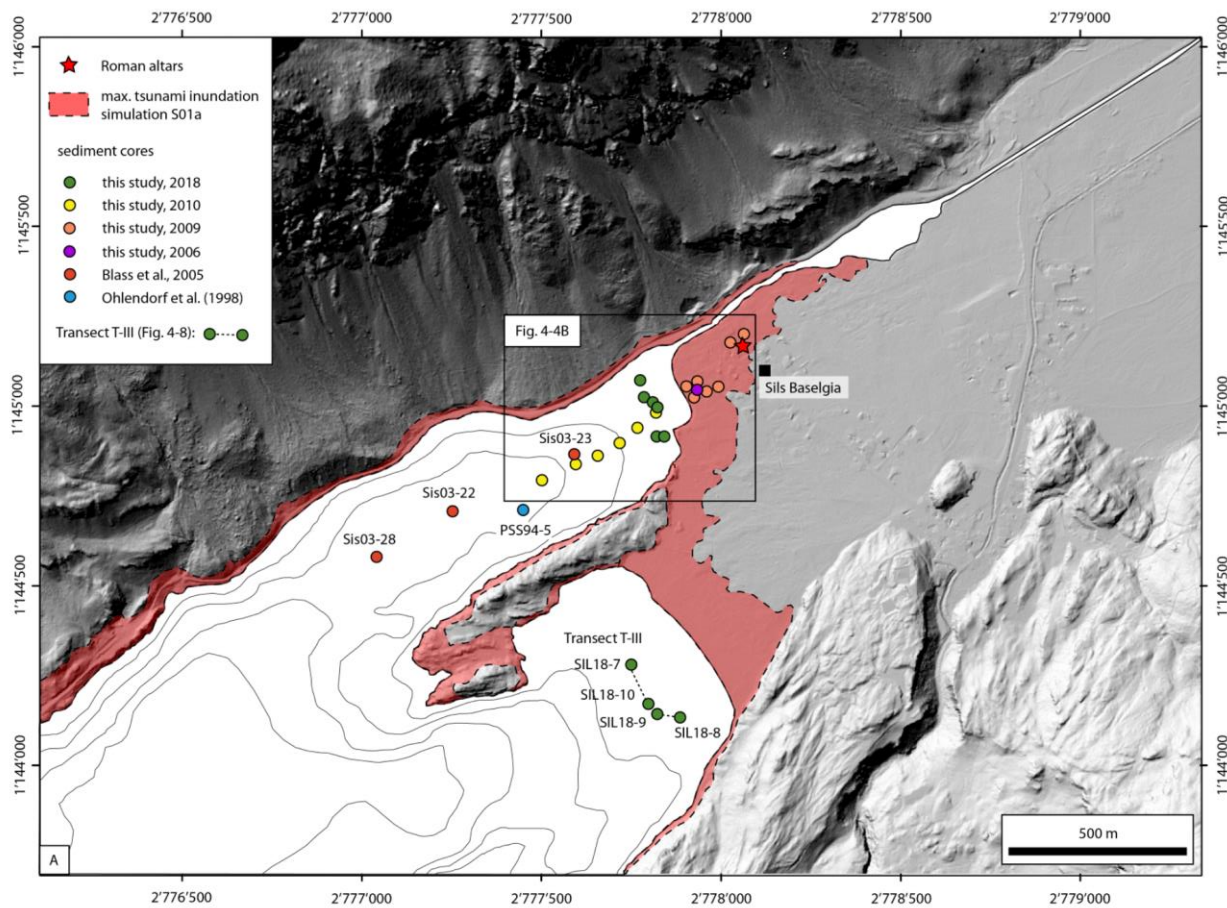 2'776'500
2'777'000
2'777'500
2'778'000
2'778'500
2'779'000
1'146'000
1'146'000
Roman altars
max. tsunami inundation
simulation S01a
sediment cores
this study, 2018
this study, 2010
this study, 2009
this study, 2006
Blass et al., 2005
Ohlendorf et al. (1998)
Transect T-III (Fig. 4-8):
1'145'500
1'145'500
Fig. 4-4B
Sils Baselgia
1'145'000
1'145'000
Sis03-23
Sis03-22
PSS94-5
Sis03-28
1'144'500
1'144'500
Transect T-III
SIL18-7
SIL18-10
SIL18-9
SIL18-8
1'144'000
1'144'000
500 m
A
2'776'500
2'777'000
2'777'500
2'778'000
2'778'500
2'779'000